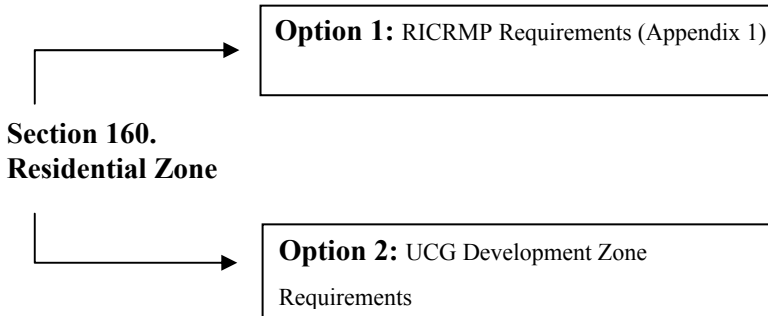 Option 1: RICRMP Requirements (Appendix 1)
Section 160.
Residential Zone
Option 2: UCG Development Zone
Requirements